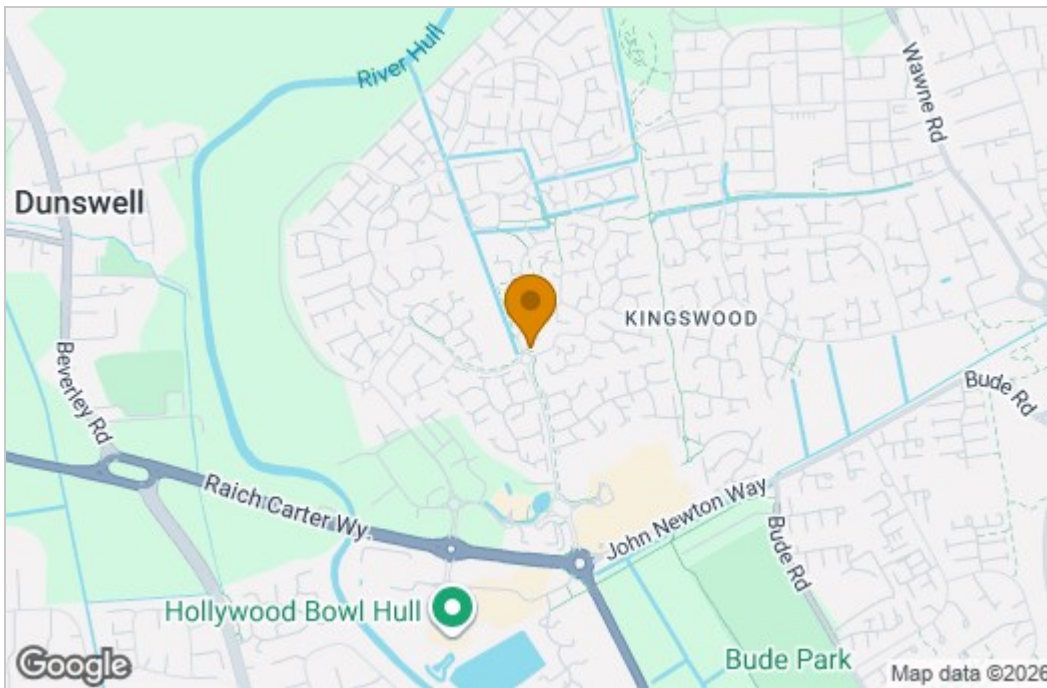 River Hull
Wawne Rd
Dunswell
KINGSWOOD
Beverley Rd
Bude Rd
Raich Carter Wy.
John Newton Way
Bude Rd
Hollywood Bowl Hull
Bude Park
Google
Map data ©2026